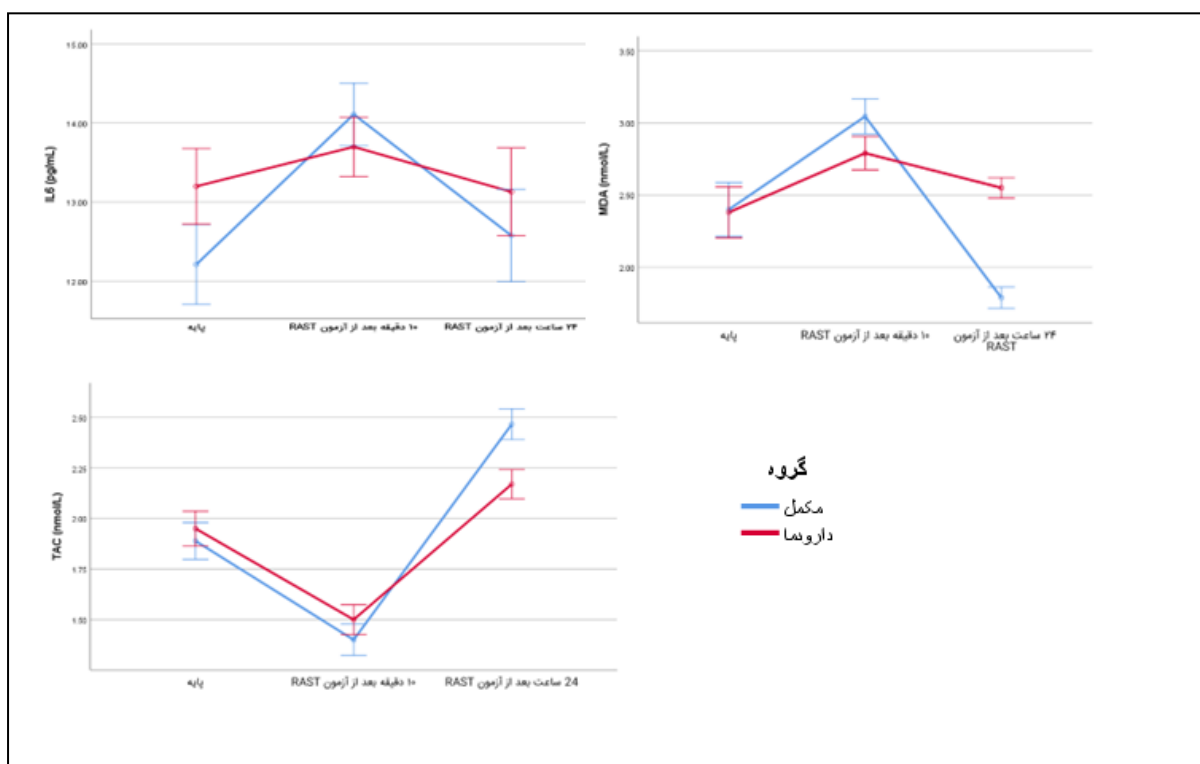 IL6 (pg/mL)
15.00
14.00
13.00
12.00
پایه
۱۰ دقیقه بعد از آزمون RAST
۲۴ ساعت بعد از آزمون RAST
MDA (nmol/L)
3.50
3.00
2.50
2.00
پایه
۱۰ دقیقه بعد از آزمون RAST
۲۴ ساعت بعد از آزمون
RAST
TAC (nmol/L)
2.50
2.25
2.00
1.75
1.50
پایه
۱۰ دقیقه بعد از آزمون RAST
24 ساعت بعد از آزمون RAST
گروه
مکمل
دارونما